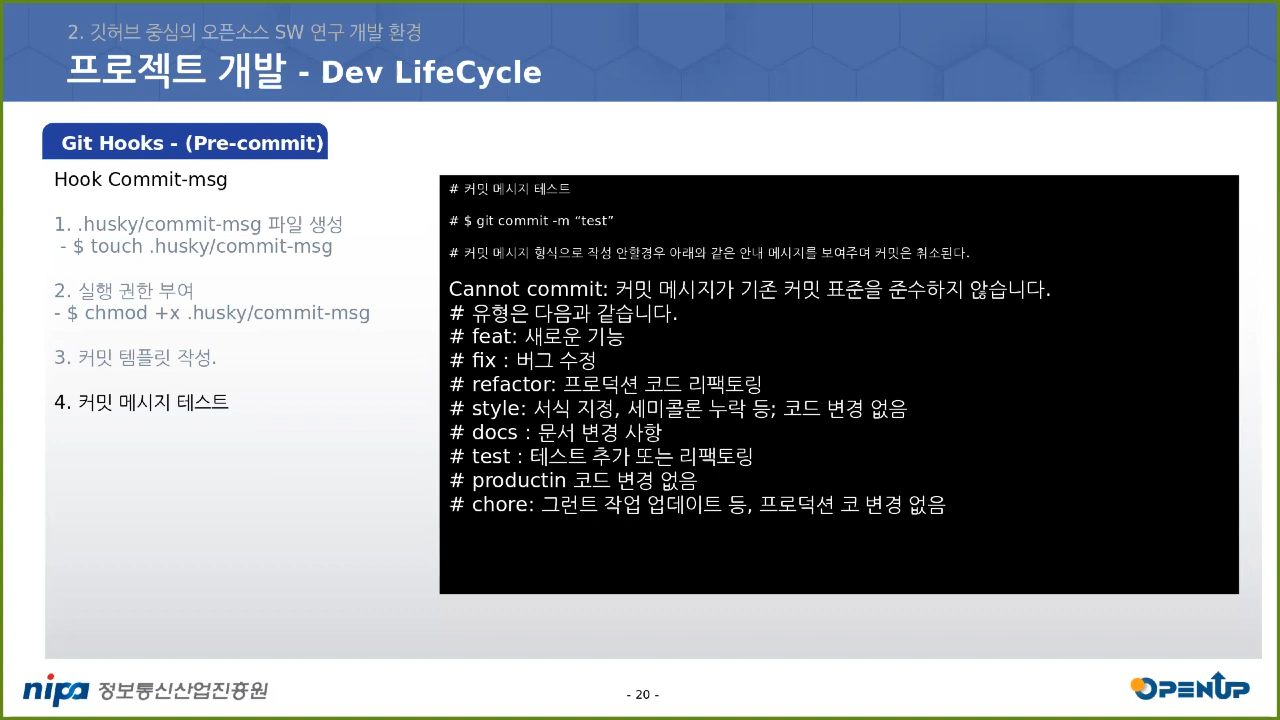 2. 깃허브 중심의 오픈소스 SW 연구 개발 환경
프로젝트 개발 - Dev LifeCycle
Git Hooks - (Pre-commit)
Hook Commit-msg
1. .husky/commit-msg 파일 생성
- $ touch .husky/commit-msg
2. 실행 권한 부여
- $ chmod +x .husky/commit-msg
3. 커밋 템플릿 작성.
4. 커밋 메시지 테스트
# 커밋 메시지 테스트
# $ git commit -m “test”
# 커밋 메시지 형식으로 작성 안할경우 아래와 같은 안내 메시지를 보여주며 커밋은 취소된다.
Cannot commit: 커밋 메시지가 기존 커밋 표준을 준수하지 않습니다.
# 유형은 다음과 같습니다.
# feat: 새로운 기능
# fix : 버그 수정
# refactor: 프로덕션 코드 리팩토링
# style: 서식 지정, 세미콜론 누락 등; 코드 변경 없음
# docs : 문서 변경 사항
# test : 테스트 추가 또는 리팩토링
# productin 코드 변경 없음
# chore: 그런트 작업 업데이트 등, 프로덕션 코 변경 없음
nipa 정보통신산업진흥원
- 20 -
OPENUP